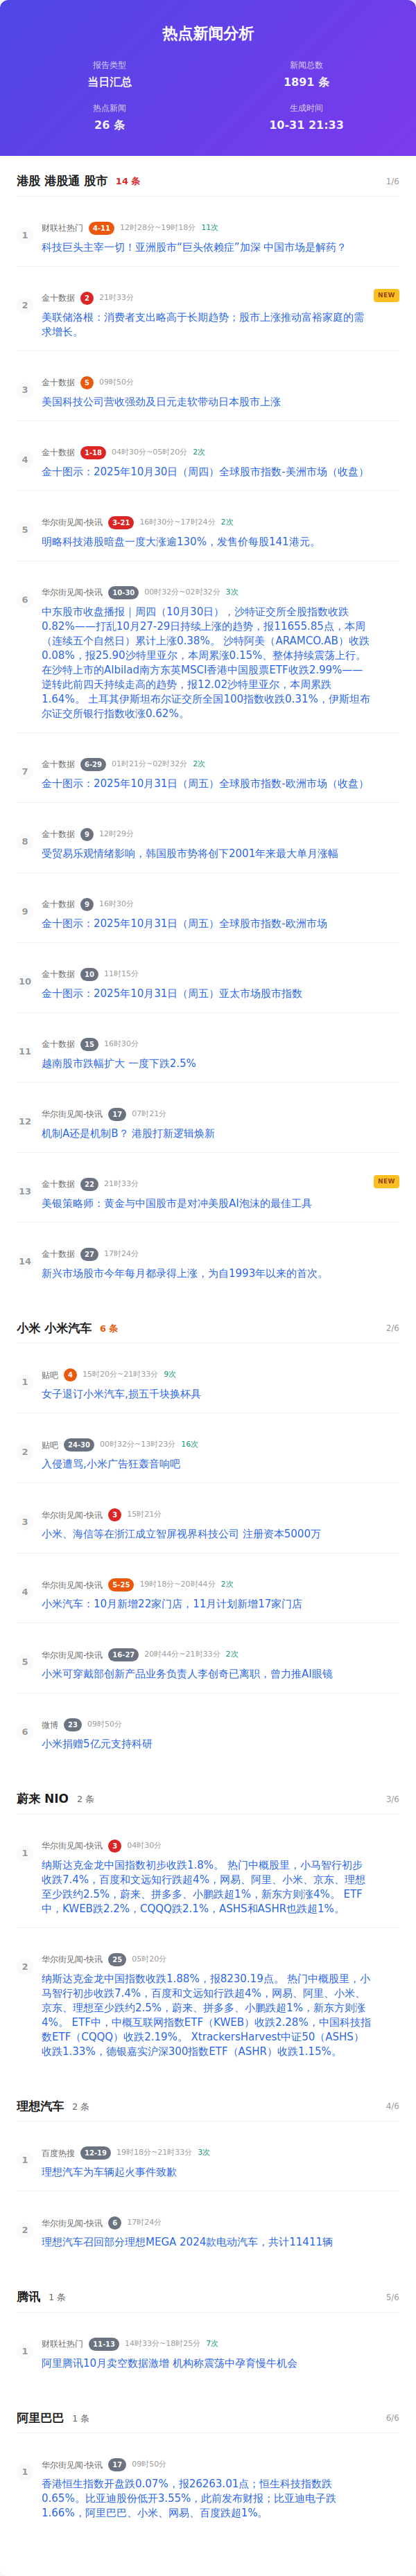 热点新闻分析
报告类型
当日汇总
新闻总数
1891 条
热点新闻
26 条
生成时间
10-31 21:33
港股 港股通 股市 14 条 1/6
1 财联社热门 4-11 12时28分~19时18分 11次
科技巨头主宰一切！亚洲股市“巨头依赖症”加深 中国市场是解药？
2 金十数据 2 21时33分 NEW
美联储洛根：消费者支出略高于长期趋势；股市上涨推动富裕家庭的需
求增长。
3 金十数据 5 09时50分
美国科技公司营收强劲及日元走软带动日本股市上涨
4 金十数据 1-18 04时30分~05时20分 2次
金十图示：2025年10月30日（周四）全球股市指数-美洲市场（收盘）
5 华尔街见闻-快讯 3-21 16时30分~17时24分 2次
明略科技港股暗盘一度大涨逾130%，发售价每股141港元。
6 华尔街见闻-快讯 10-30 00时32分~02时32分 3次
中东股市收盘播报｜周四（10月30日），沙特证交所全股指数收跌
0.82%——打乱10月27-29日持续上涨的趋势，报11655.85点，本周
（连续五个自然日）累计上涨0.38%。 沙特阿美（ARAMCO.AB）收跌
0.08%，报25.90沙特里亚尔，本周累涨0.15%、整体持续震荡上行。
在沙特上市的Albilad南方东英MSCI香港中国股票ETF收跌2.99%——
逆转此前四天持续走高的趋势，报12.02沙特里亚尔，本周累跌
1.64%。 土耳其伊斯坦布尔证交所全国100指数收跌0.31%，伊斯坦布
尔证交所银行指数收涨0.62%。
7 金十数据 6-29 01时21分~02时32分 2次
金十图示：2025年10月31日（周五）全球股市指数-欧洲市场（收盘）
8 金十数据 9 12时29分
受贸易乐观情绪影响，韩国股市势将创下2001年来最大单月涨幅
9 金十数据 9 16时30分
金十图示：2025年10月31日（周五）全球股市指数-欧洲市场
10 金十数据 10 11时15分
金十图示：2025年10月31日（周五）亚太市场股市指数
11 金十数据 15 16时30分
越南股市跌幅扩大 一度下跌2.5%
12 华尔街见闻-快讯 17 07时21分
机制A还是机制B？ 港股打新逻辑焕新
13 金十数据 22 21时33分 NEW
美银策略师：黄金与中国股市是对冲美股AI泡沫的最佳工具
14 金十数据 27 17时24分
新兴市场股市今年每月都录得上涨，为自1993年以来的首次。
小米 小米汽车 6 条 2/6
1 贴吧 4 15时20分~21时33分 9次
女子退订小米汽车,损五千块换杯具
2 贴吧 24-30 00时32分~13时23分 16次
入侵遭骂,小米广告狂轰音响吧
3 华尔街见闻-快讯 3 15时21分
小米、海信等在浙江成立智屏视界科技公司 注册资本5000万
4 华尔街见闻-快讯 5-25 19时18分~20时44分 2次
小米汽车：10月新增22家门店，11月计划新增17家门店
5 华尔街见闻-快讯 16-27 20时44分~21时33分 2次
小米可穿戴部创新产品业务负责人李创奇已离职，曾力推AI眼镜
6 微博 23 09时50分
小米捐赠5亿元支持科研
蔚来 NIO 2 条 3/6
1 华尔街见闻-快讯 3 04时30分
纳斯达克金龙中国指数初步收跌1.8%。 热门中概股里，小马智行初步
收跌7.4%，百度和文远知行跌超4%，网易、阿里、小米、京东、理想
至少跌约2.5%，蔚来、拼多多、小鹏跌超1%，新东方则涨4%。 ETF
中，KWEB跌2.2%，CQQQ跌2.1%，ASHS和ASHR也跌超1%。
2 华尔街见闻-快讯 25 05时20分
纳斯达克金龙中国指数收跌1.88%，报8230.19点。 热门中概股里，小
马智行初步收跌7.4%，百度和文远知行跌超4%，网易、阿里、小米、
京东、理想至少跌约2.5%，蔚来、拼多多、小鹏跌超1%，新东方则涨
4%。 ETF中，中概互联网指数ETF（KWEB）收跌2.28%，中国科技指
数ETF（CQQQ）收跌2.19%。 XtrackersHarvest中证50（ASHS）
收跌1.33%，德银嘉实沪深300指数ETF（ASHR）收跌1.15%。
理想汽车 2 条 4/6
1 百度热搜 12-19 19时18分~21时33分 3次
理想汽车为车辆起火事件致歉
2 华尔街见闻-快讯 6 17时24分
理想汽车召回部分理想MEGA 2024款电动汽车，共计11411辆
腾讯 1 条 5/6
1 财联社热门 11-13 14时33分~18时25分 7次
阿里腾讯10月卖空数据激增 机构称震荡中孕育慢牛机会
阿里巴巴 1 条 6/6
1 华尔街见闻-快讯 17 09时50分
香港恒生指数开盘跌0.07%，报26263.01点；恒生科技指数跌
0.65%。比亚迪股份低开3.55%，此前发布财报；比亚迪电子跌
1.66%，阿里巴巴、小米、网易、百度跌超1%。